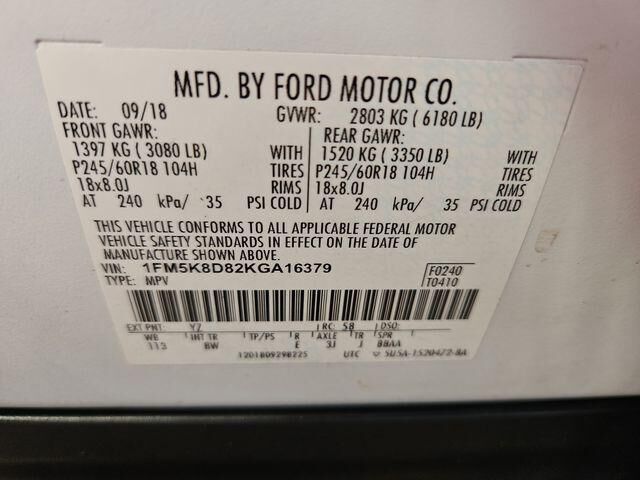 MFD. BY FORD MOTOR CO.
DATE: 09/18 GVWR: 2803 KG ( 6180 LB)
FRONT GAWR: REAR GAWR:
1397 KG ( 3080 LB) WITH 1520 KG ( 3350 LB) WITH
P245/60R18 104H TIRES P245/60R18 104H TIRES
18x8.0J RIMS 18x8.0J RIMS
AT 240 kPa/ 35 PSI COLD AT 240 kPa/ 35 PSI COLD
THIS VEHICLE CONFORMS TO ALL APPLICABLE FEDERAL MOTOR
VEHICLE SAFETY STANDARDS IN EFFECT ON THE DATE OF
MANUFACTURE SHOWN ABOVE.
VIN: 1FM5K8D82KGA16379 F0240
TYPE: MPV T0410
EXT PNT: YZ RC: 58 DSO:
WB INT TR TP/PS R AXLE TR SPR
113 BW E 3J J 88AA
1201809298225 UTC 5U5A-1520472-8A